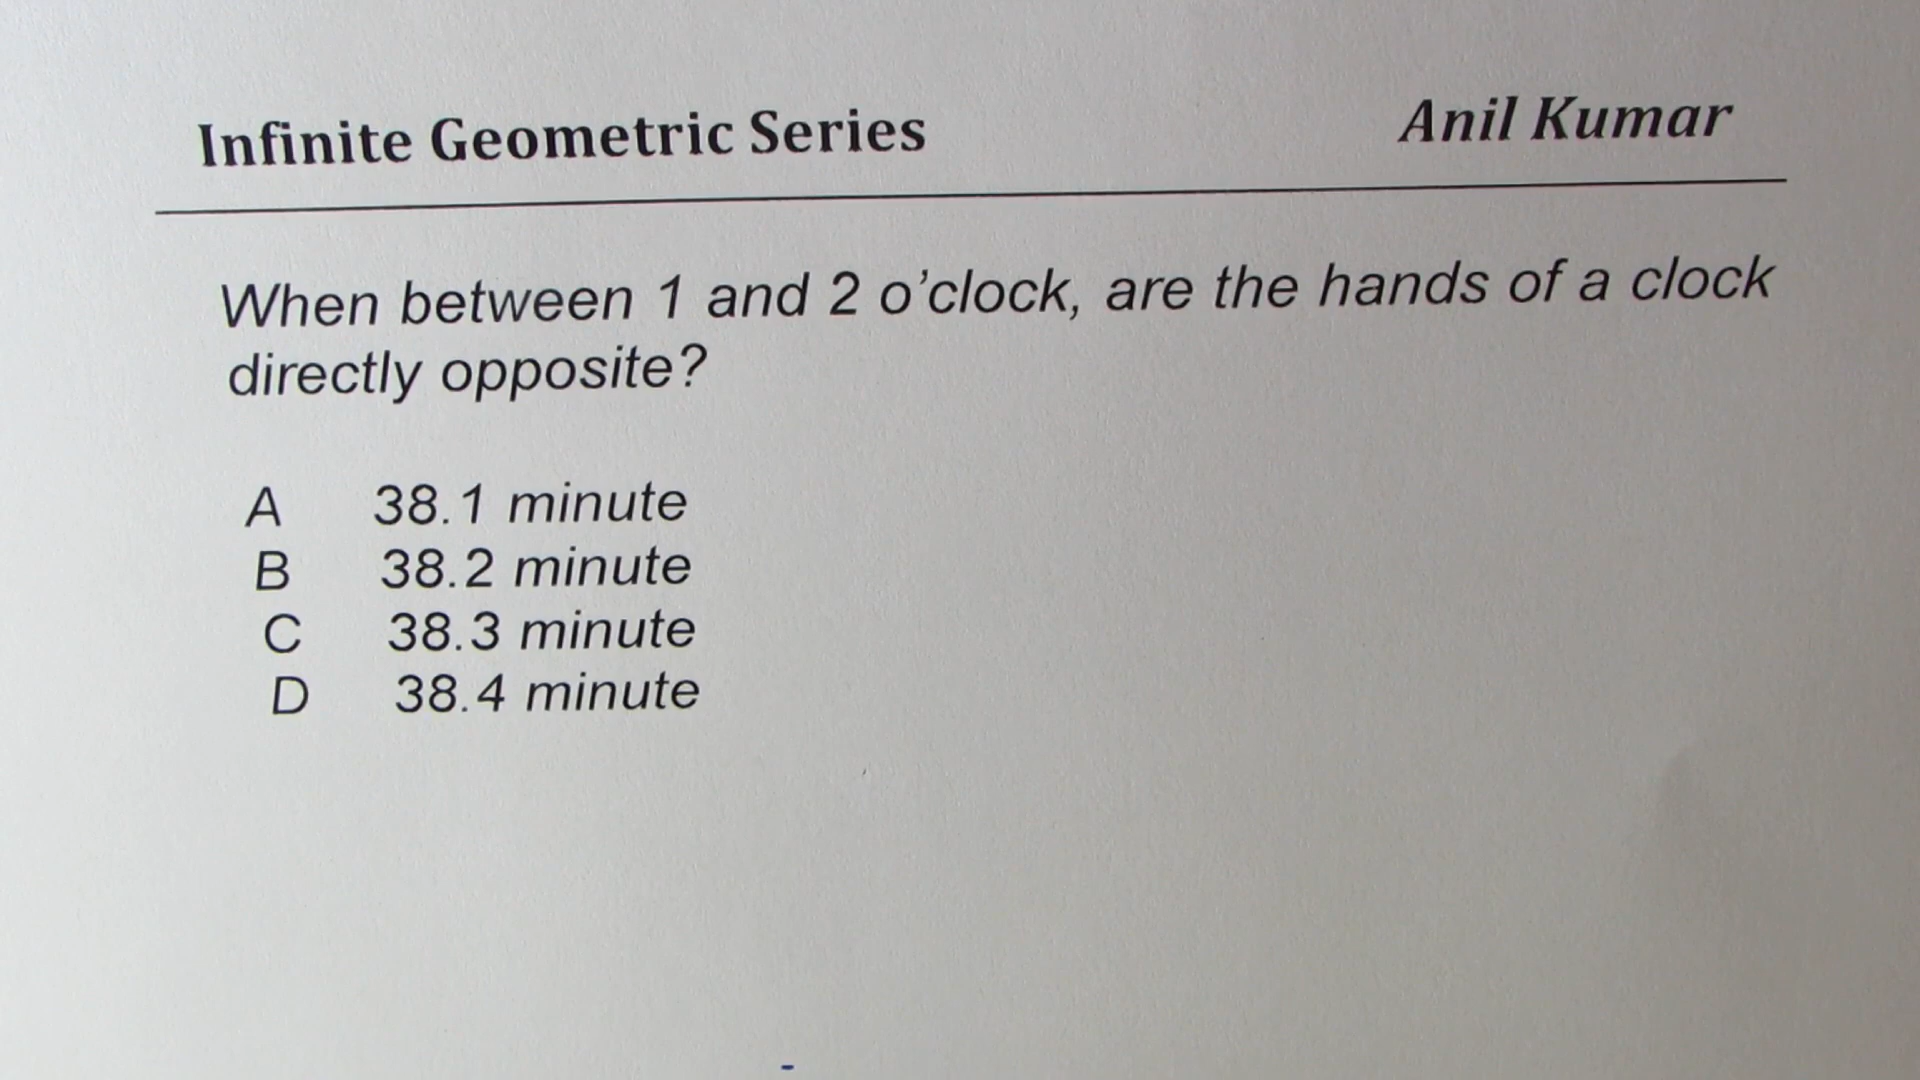 Infinite Geometric Series
Anil Kumar
When between 1 and 2 o'clock, are the hands of a clock
directly opposite?
A 38.1 minute
B 38.2 minute
C 38.3 minute
D 38.4 minute